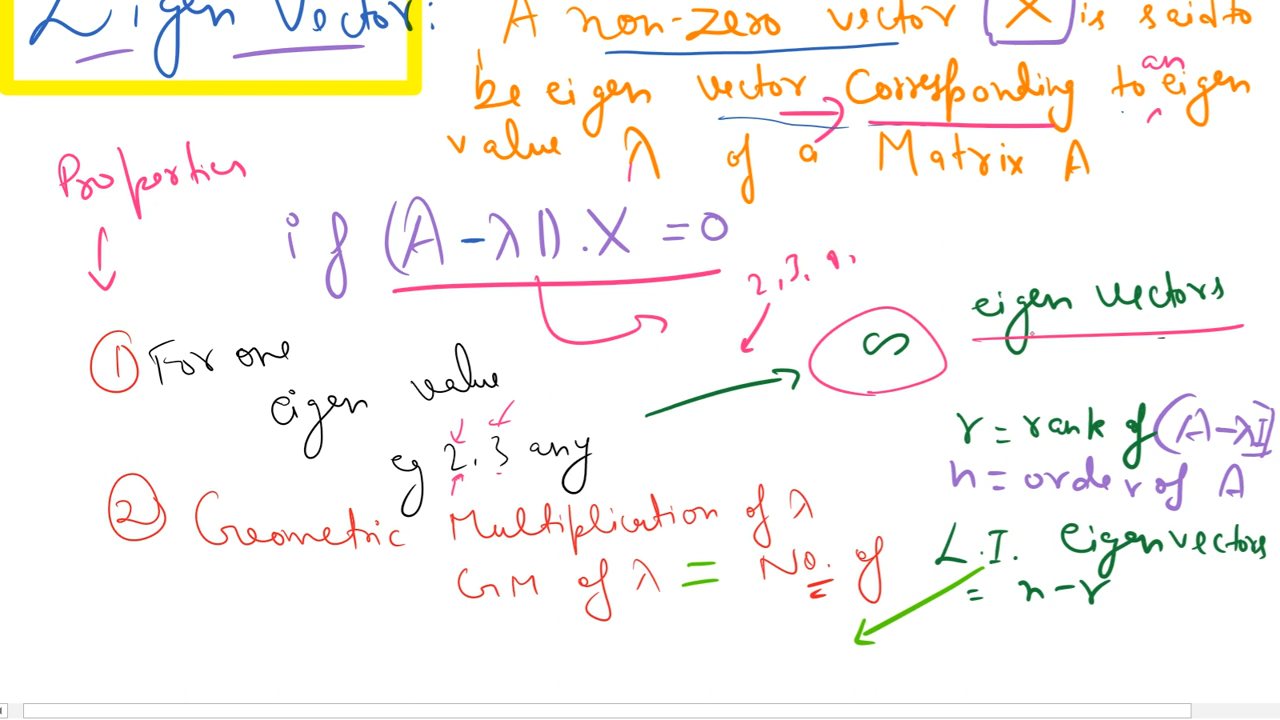 Eigen Vector: A non-zero vector X is said to
be eigen vector → Corresponding to an eigen
value λ of a Matrix A
Properties
if (A-λI).X = 0
2, 3, 1,
① For one
eigen value
eg 2, 3 any
∞ eigen vectors
r = rank of (A-λI]
n = order of A
L.I. eigenvectors
= n-r
② Geometric Multiplication of λ
GM of λ = No. of